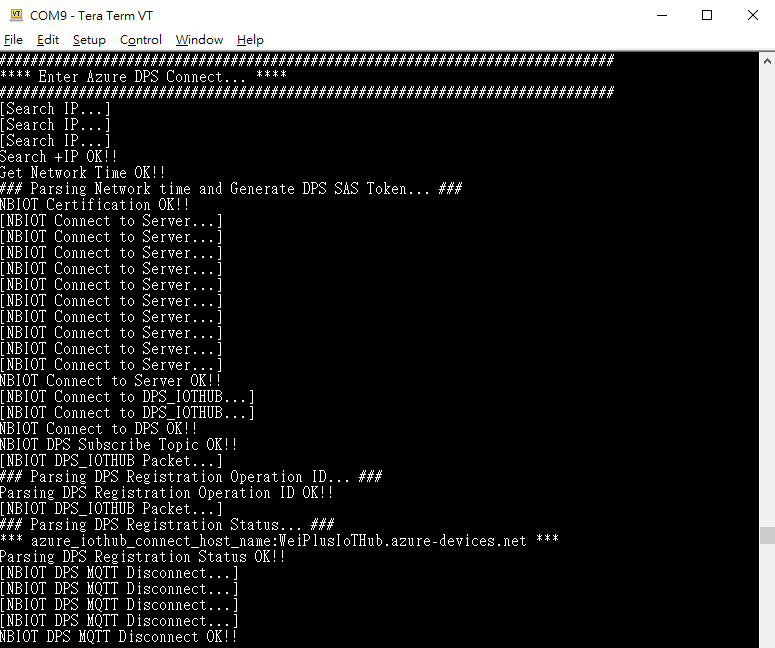 COM9 - Tera Term VT
File Edit Setup Control Window Help
#############################################################################
**** Enter Azure DPS Connect... ****
#############################################################################
[Search IP...]
[Search IP...]
[Search IP...]
Search +IP OK!!
Get Network Time OK!!
### Parsing Network time and Generate DPS SAS Token... ###
NBIOT Certification OK!!
[NBIOT Connect to Server...]
[NBIOT Connect to Server...]
[NBIOT Connect to Server...]
[NBIOT Connect to Server...]
[NBIOT Connect to Server...]
[NBIOT Connect to Server...]
[NBIOT Connect to Server...]
[NBIOT Connect to Server...]
[NBIOT Connect to Server...]
[NBIOT Connect to Server...]
NBIOT Connect to Server OK!!
[NBIOT Connect to DPS_IOTHUB...]
[NBIOT Connect to DPS_IOTHUB...]
NBIOT Connect to DPS OK!!
NBIOT DPS Subscribe Topic OK!!
[NBIOT DPS_IOTHUB Packet...]
### Parsing DPS Registration Operation ID... ###
Parsing DPS Registration Operation ID OK!!
[NBIOT DPS_IOTHUB Packet...]
### Parsing DPS Registration Status... ###
*** azure_iothub_connect_host_name:WeiPlusIoTHub.azure-devices.net ***
Parsing DPS Registration Status OK!!
[NBIOT DPS MQTT Disconnect...]
[NBIOT DPS MQTT Disconnect...]
[NBIOT DPS MQTT Disconnect...]
[NBIOT DPS MQTT Disconnect...]
NBIOT DPS MQTT Disconnect OK!!